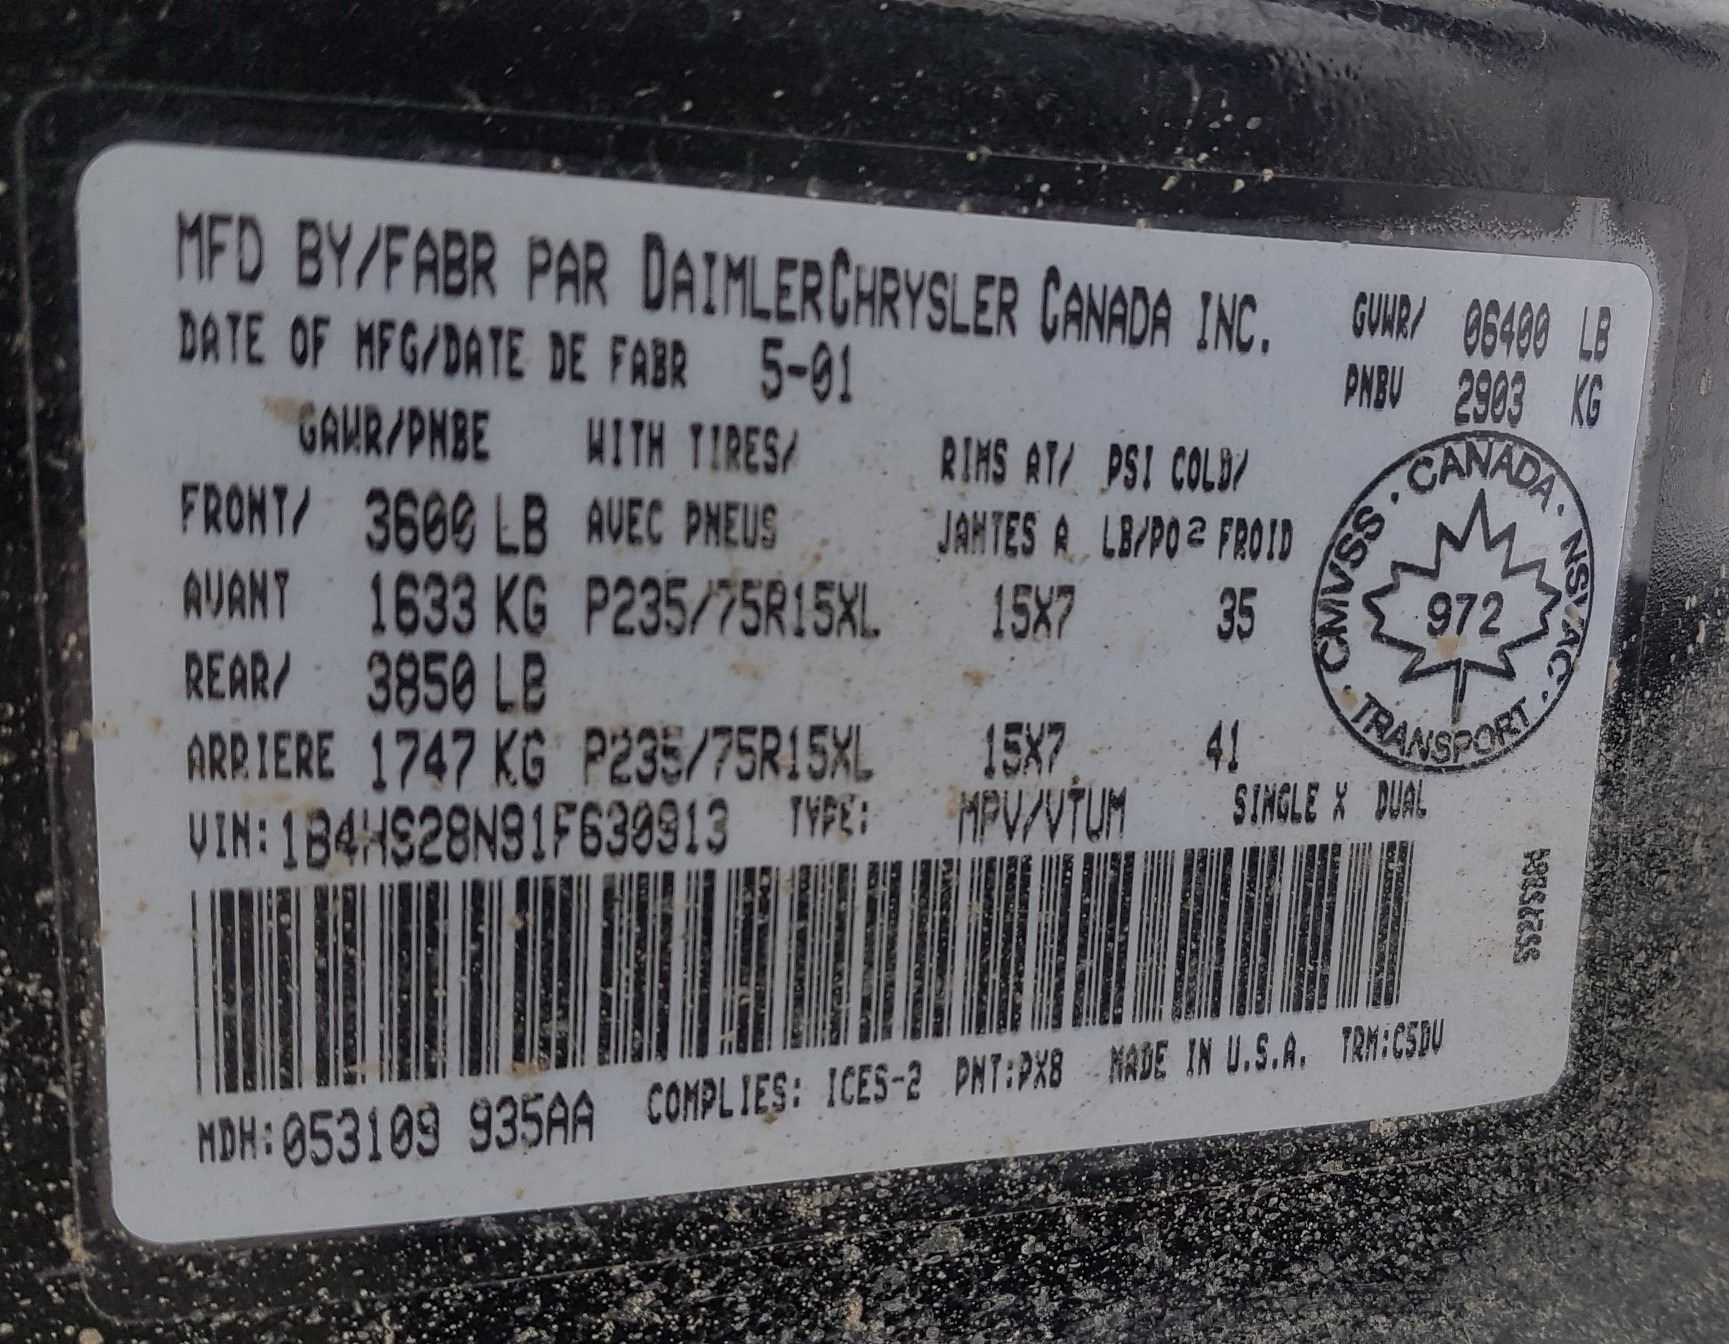 MFD BY/FABR PAR DAIMLERCHRYSLER CANADA INC.
DATE OF MFG/DATE DE FABR 5-01
GVWR/ 06400 LB
PNBV 2903 KG
GAWR/PNBE WITH TIRES/ RIMS AT/ PSI COLD/
FRONT/ 3600 LB AVEC PNEUS JANTES A LB/PO² FROID
AVANT 1633 KG P235/75R15XL 15X7 35
REAR/ 3850 LB
ARRIERE 1747 KG P235/75R15XL 15X7 41
CMVSS · CANADA · NSVAC · TRANSPORT ·
972
VIN:1B4HS28N91F630913 TYPE: MPV/VTUM SINGLE X DUAL
MDH:053109 935AA COMPLIES: ICES-2 PNT:PX8 MADE IN U.S.A. TRM:C5DV